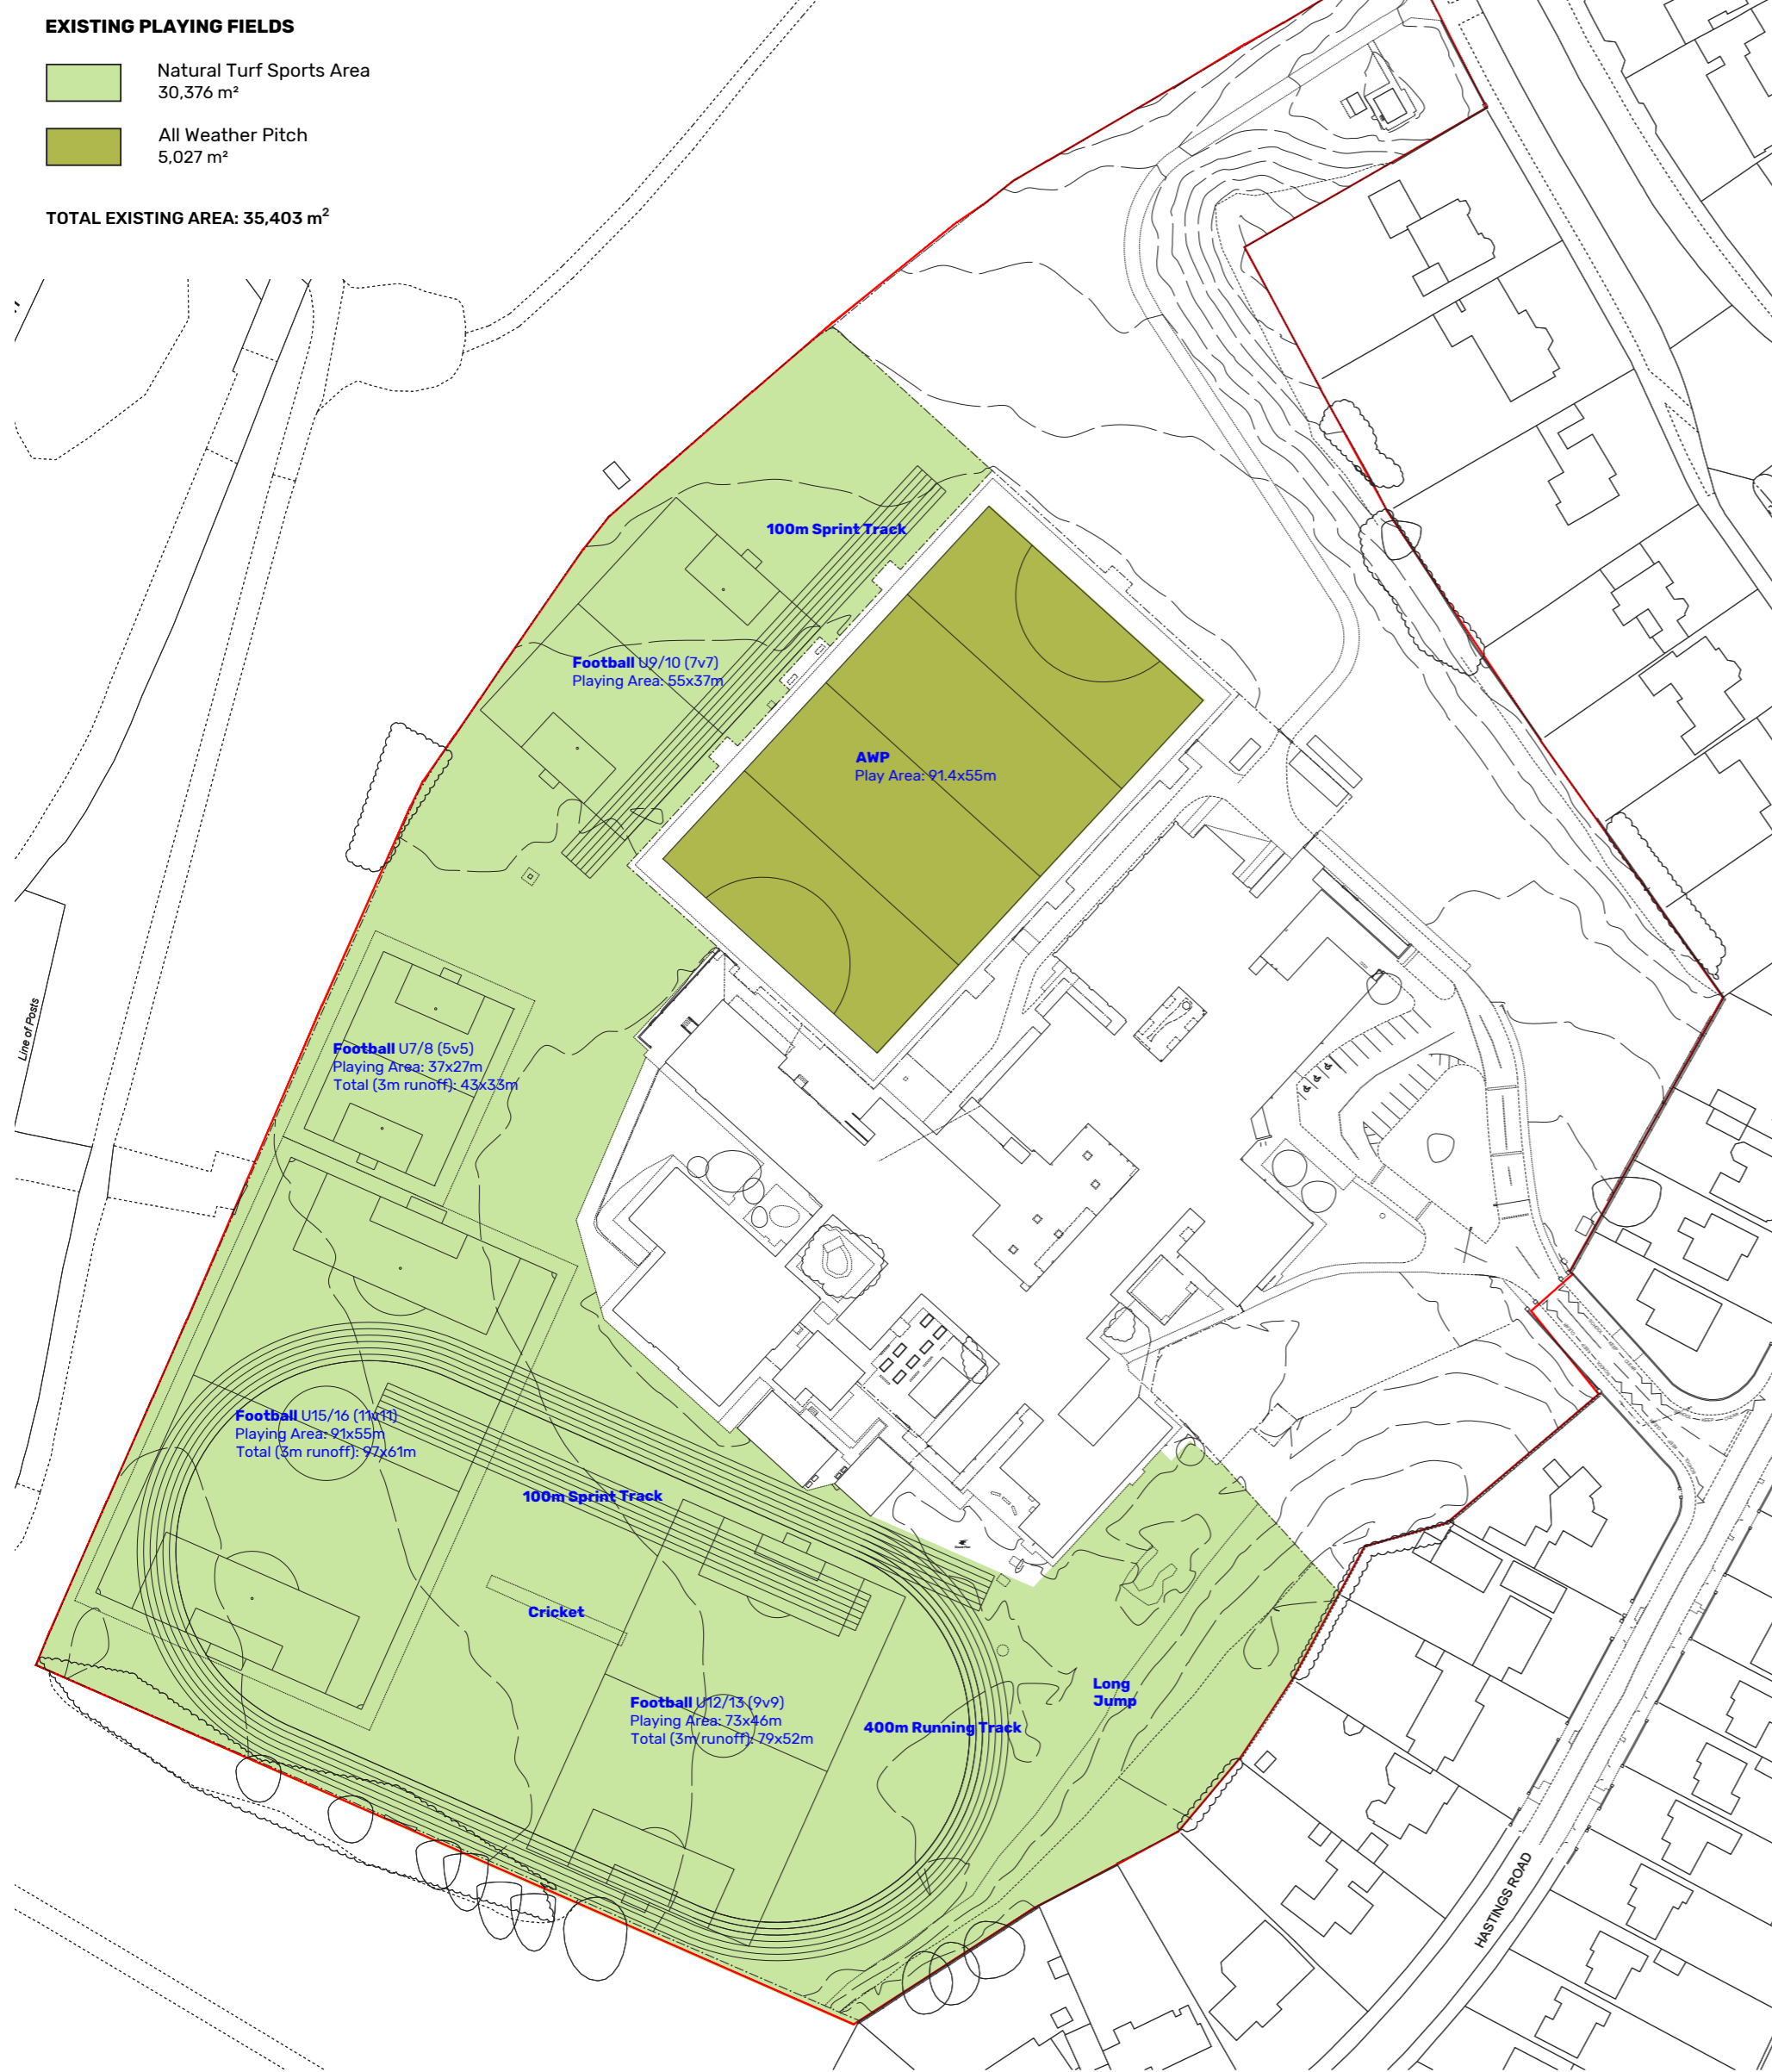 EXISTING PLAYING FIELDS
Natural Turf Sports Area
30,376 m²
All Weather Pitch
5,027 m²
TOTAL EXISTING AREA: 35,403 m²
100m Sprint Track
Football U9/10 (7v7)
Playing Area: 55x37m
AWP
Play Area: 91.4x55m
Line of Posts
Football U7/8 (5v5)
Playing Area: 37x27m
Total (3m runoff): 43x33m
Football U15/16 (11v11)
Playing Area: 91x55m
Total (3m runoff): 97x61m
100m Sprint Track
Cricket
Football U12/13 (9v9)
Playing Area: 73x46m
Total (3m runoff): 79x52m
400m Running Track
Long
Jump
HASTINGS ROAD